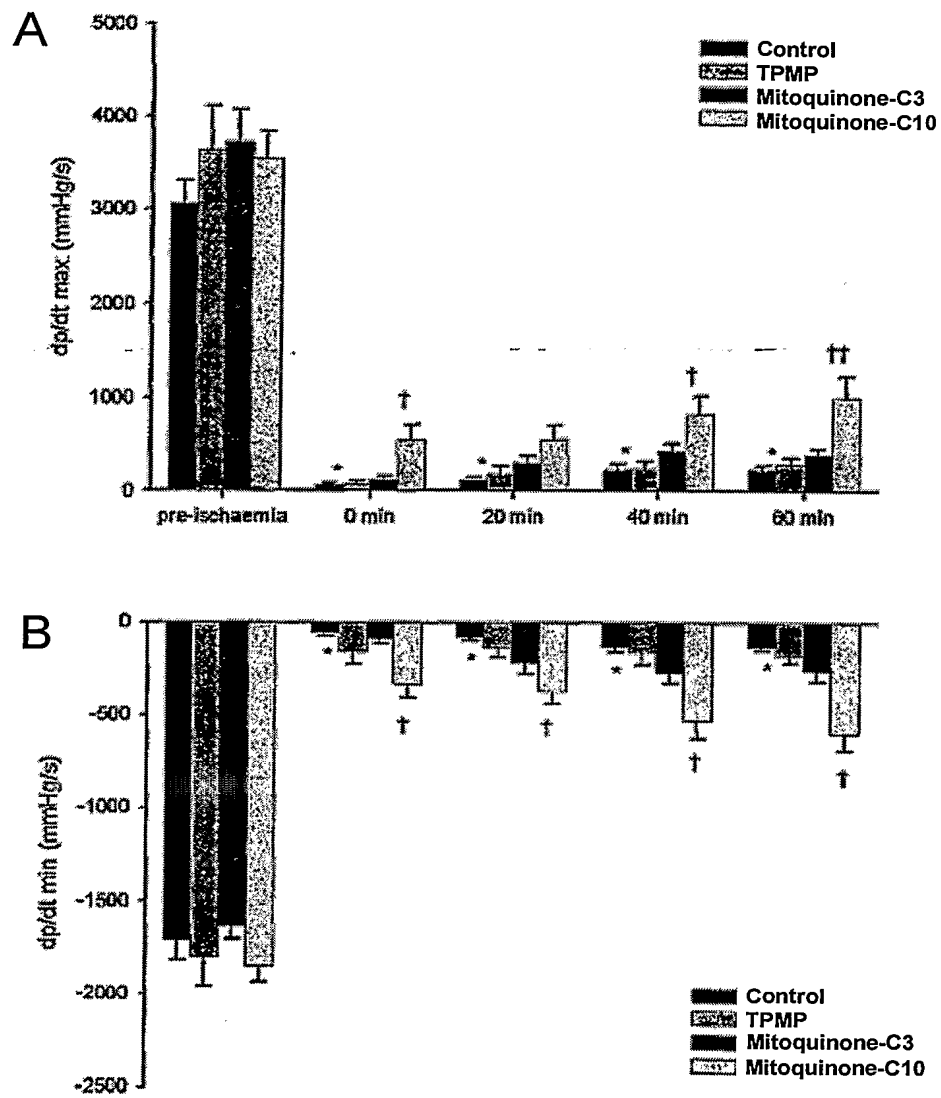 A
5000
4000
3000
2000
1000
0
dp/dt max (mmHg/s)
Control
TPMP
Mitoquinone-C3
Mitoquinone-C10
† † ††
* * * *
pre-ischaemia 0 min 20 min 40 min 60 min
B
0
-500
-1000
-1500
-2000
-2500
dp/dt min (mmHg/s)
* * * *
† † † †
Control
TPMP
Mitoquinone-C3
Mitoquinone-C10